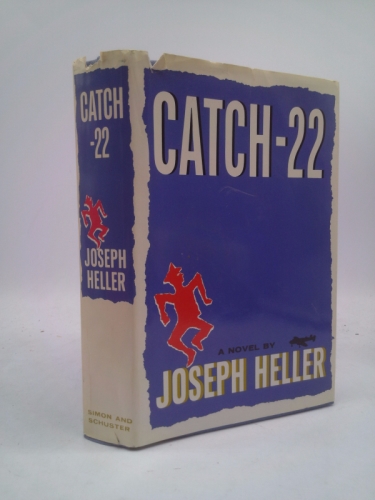 CATCH
-22
JOSEPH
HELLER
SIMON AND
SCHUSTER
CATCH-22
A NOVEL BY
JOSEPH HELLER